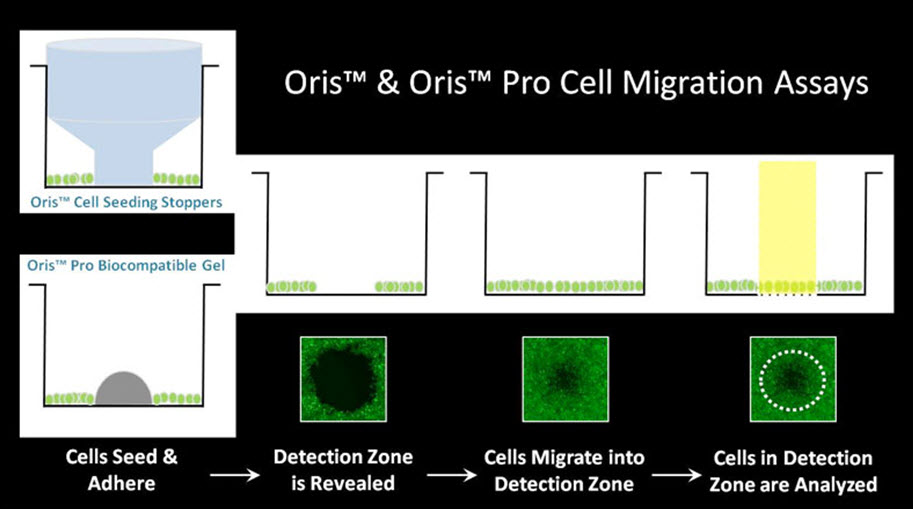 Oris™ & Oris™ Pro Cell Migration Assays
Oris™ Cell Seeding Stoppers
Oris™ Pro Biocompatible Gel
Cells Seed &
Adhere
Detection Zone
is Revealed
Cells Migrate into
Detection Zone
Cells in Detection
Zone are Analyzed